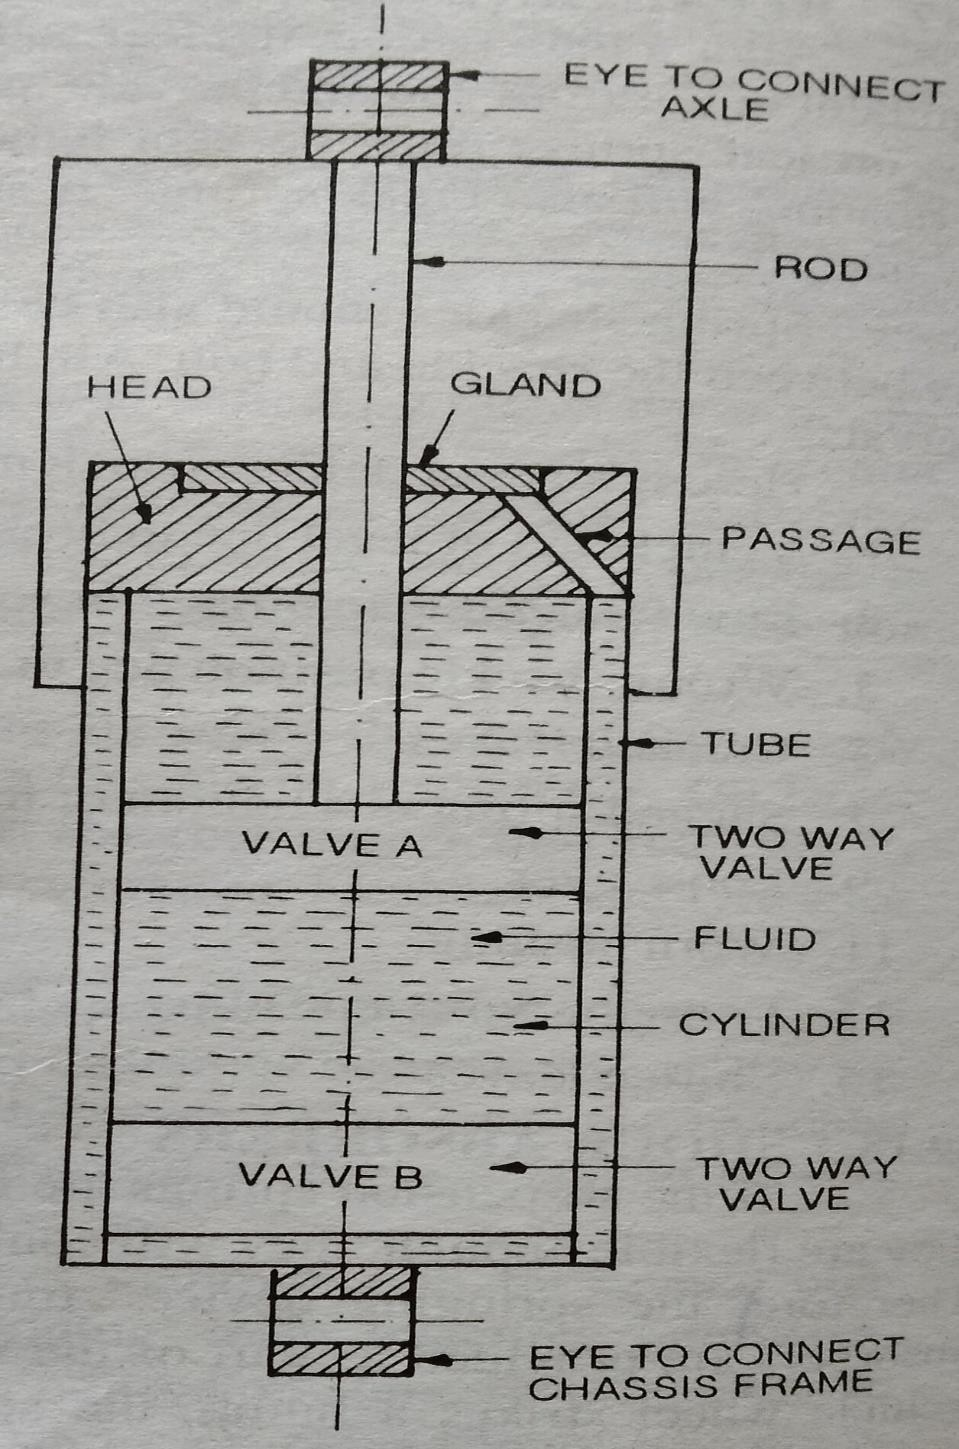 EYE TO CONNECT
AXLE
ROD
HEAD
GLAND
PASSAGE
TUBE
VALVE A
TWO WAY
VALVE
FLUID
CYLINDER
VALVE B
TWO WAY
VALVE
EYE TO CONNECT
CHASSIS FRAME